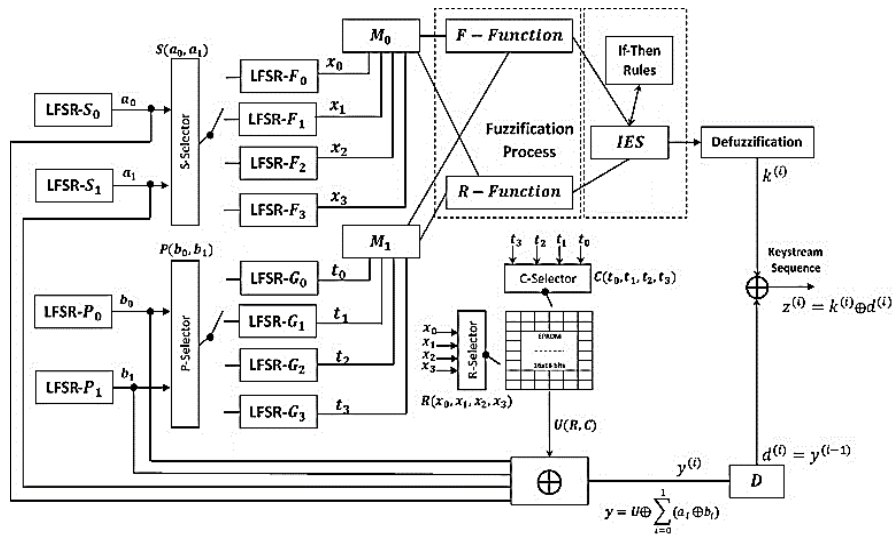 S(a₀, a₁)
LFSR-S₀
a₀
LFSR-S₁
a₁
S-Selector
LFSR-F₀
x₀
LFSR-F₁
x₁
LFSR-F₂
x₂
LFSR-F₃
x₃
M₀
F − Function
R − Function
Fuzzification
Process
If-Then
Rules
IES
Defuzzification
k⁽ⁱ⁾
P(b₀, b₁)
LFSR-P₀
b₀
LFSR-P₁
b₁
P-Selector
LFSR-G₀
t₀
LFSR-G₁
t₁
LFSR-G₂
t₂
LFSR-G₃
t₃
M₁
t₃ t₂ t₁ t₀
C-Selector
C(t₀, t₁, t₂, t₃)
x₀
x₁
x₂
x₃
R-Selector
R(x₀, x₁, x₂, x₃)
EPROM
U(R, C)
Keystream
Sequence
⊕
z⁽ⁱ⁾ = k⁽ⁱ⁾⊕d⁽ⁱ⁾
d⁽ⁱ⁾ = y⁽ⁱ⁻¹⁾
D
y⁽ⁱ⁾
⊕
y = U⊕∑¹ᵢ₌₀(aᵢ ⊕ bᵢ)